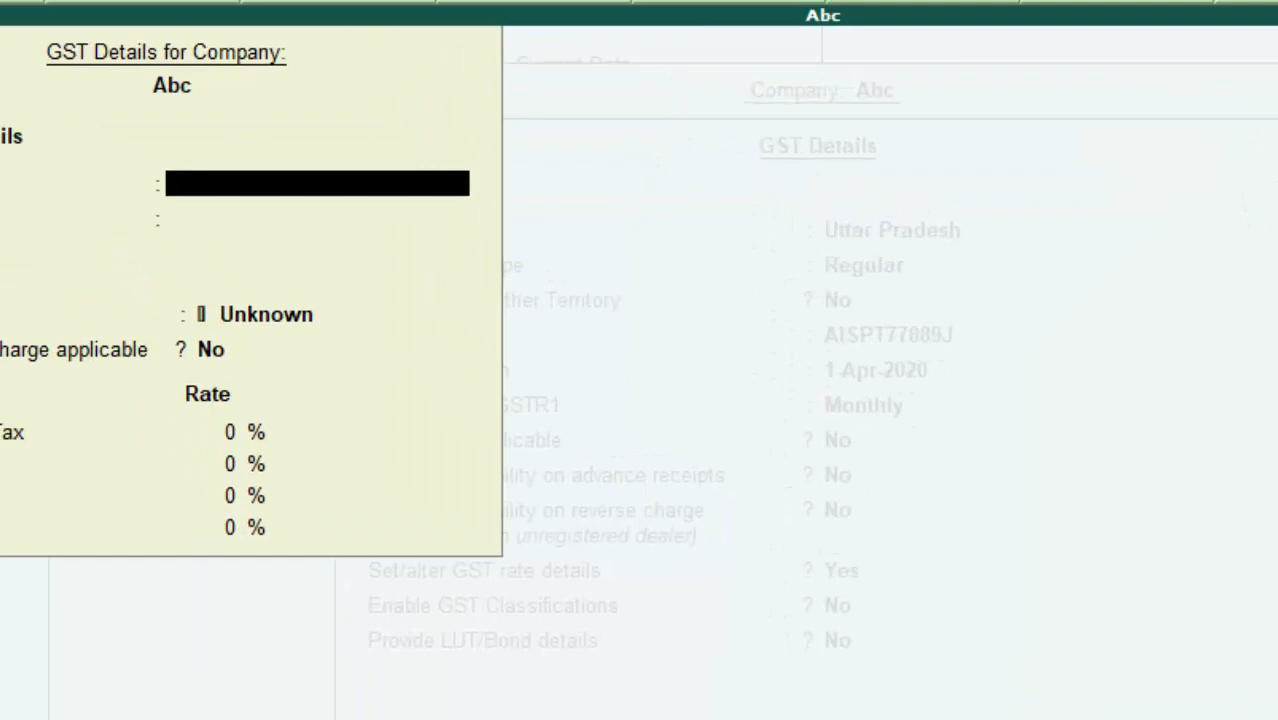 Abc
GST Details for Company:
Abc
ils
:
:
: Unknown
harge applicable ? No
Rate
Tax 0 %
0 %
0 %
0 %
Current Date
Company: Abc
GST Details
: Uttar Pradesh
pe : Regular
ther Territory ? No
: AISPT77889J
n : 1 Apr-2020
GSTR1 : Monthly
licable ? No
ility on advance receipts ? No
ility on reverse charge ? No
n unregistered dealer)
Set/alter GST rate details ? Yes
Enable GST Classifications ? No
Provide LUT/Bond details ? No